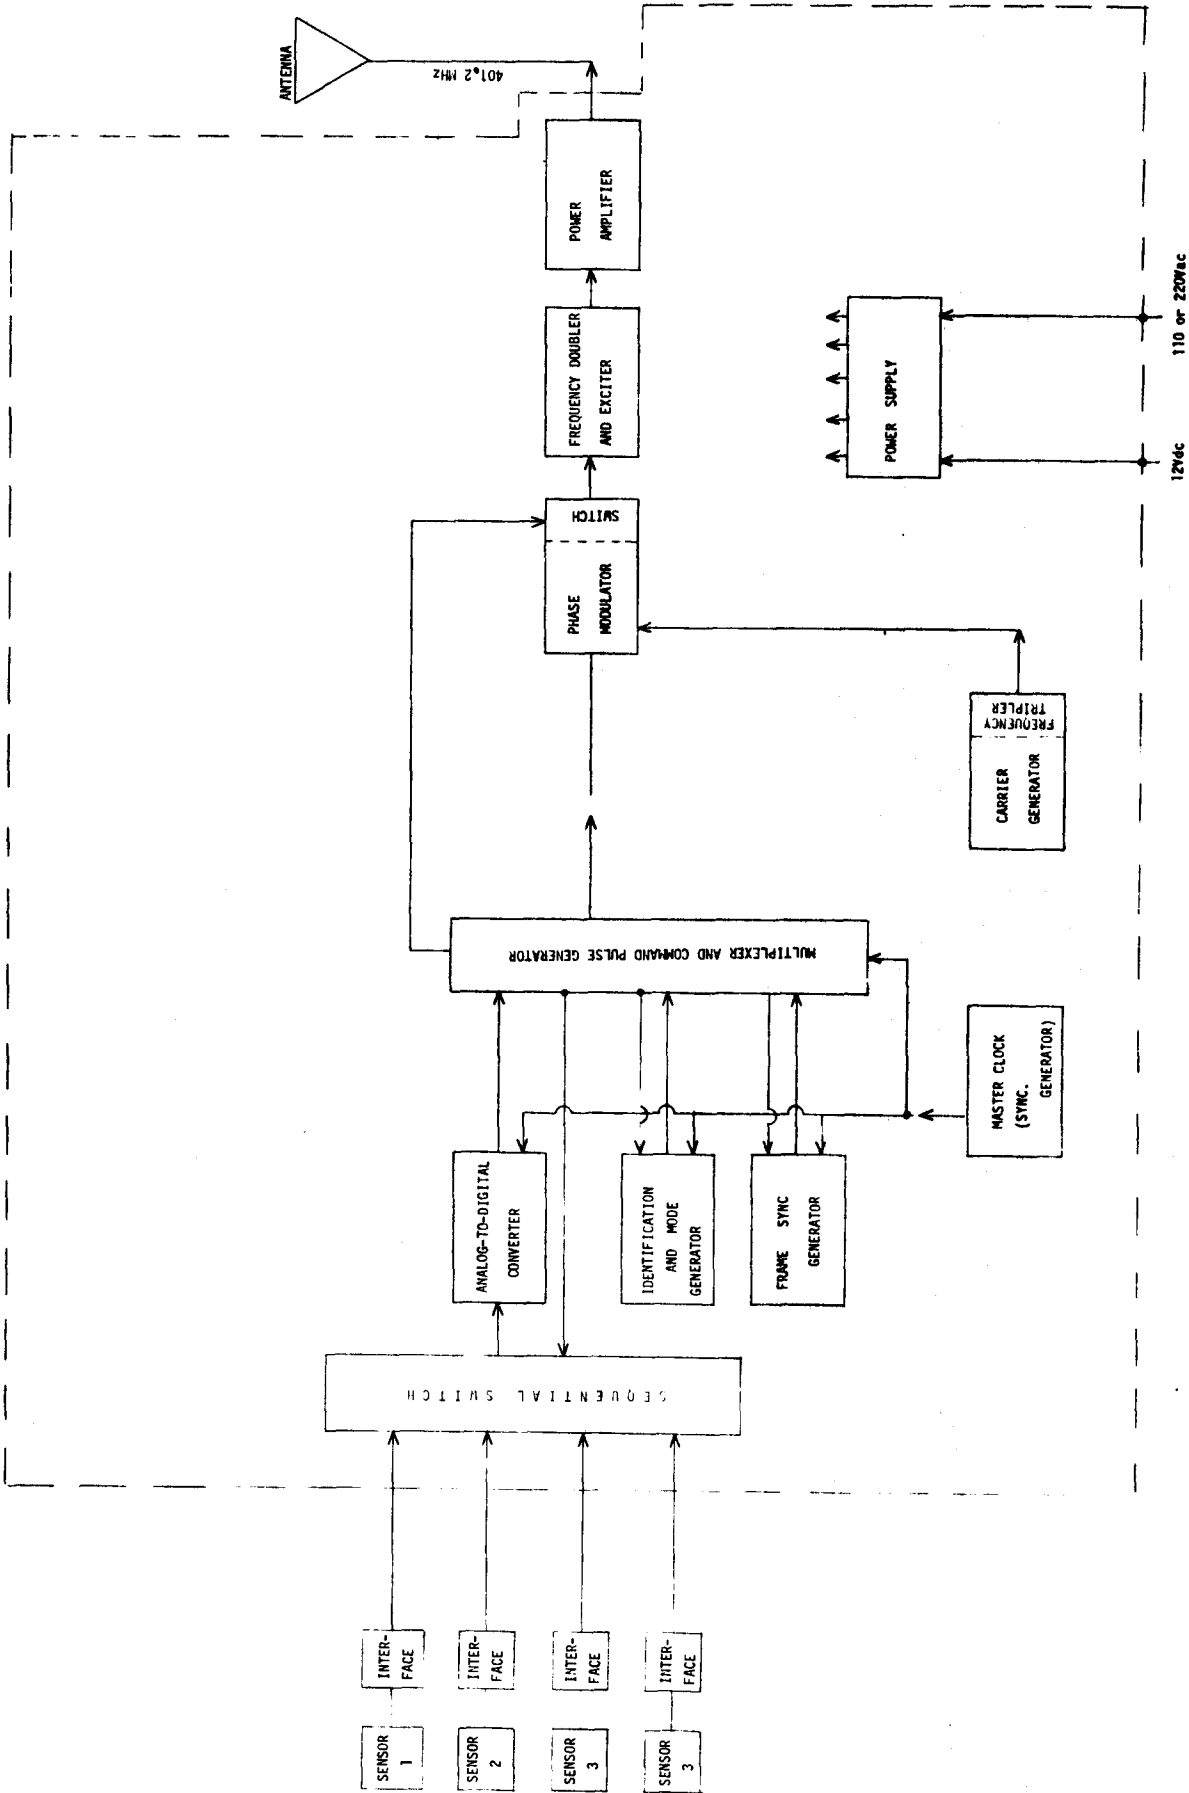 SENSOR
1
SENSOR
2
SENSOR
3
SENSOR
3
INTER-
FACE
INTER-
FACE
INTER-
FACE
INTER-
FACE
SEQUENTIAL SWITCH
ANALOG-TO-DIGITAL
CONVERTER
IDENTIFICATION
AND MODE
GENERATOR
FRAME SYNC
GENERATOR
MASTER CLOCK
(SYNC.
GENERATOR)
MULTIPLEXER AND COMMAND PULSE GENERATOR
CARRIER
GENERATOR
FREQUENCY
TRIPLER
PHASE
MODULATOR
SWITCH
FREQUENCY DOUBLER
AND EXCITER
POWER
AMPLIFIER
401.2 MHz
ANTENNA
POWER SUPPLY
12Vdc
110 or 220Vac